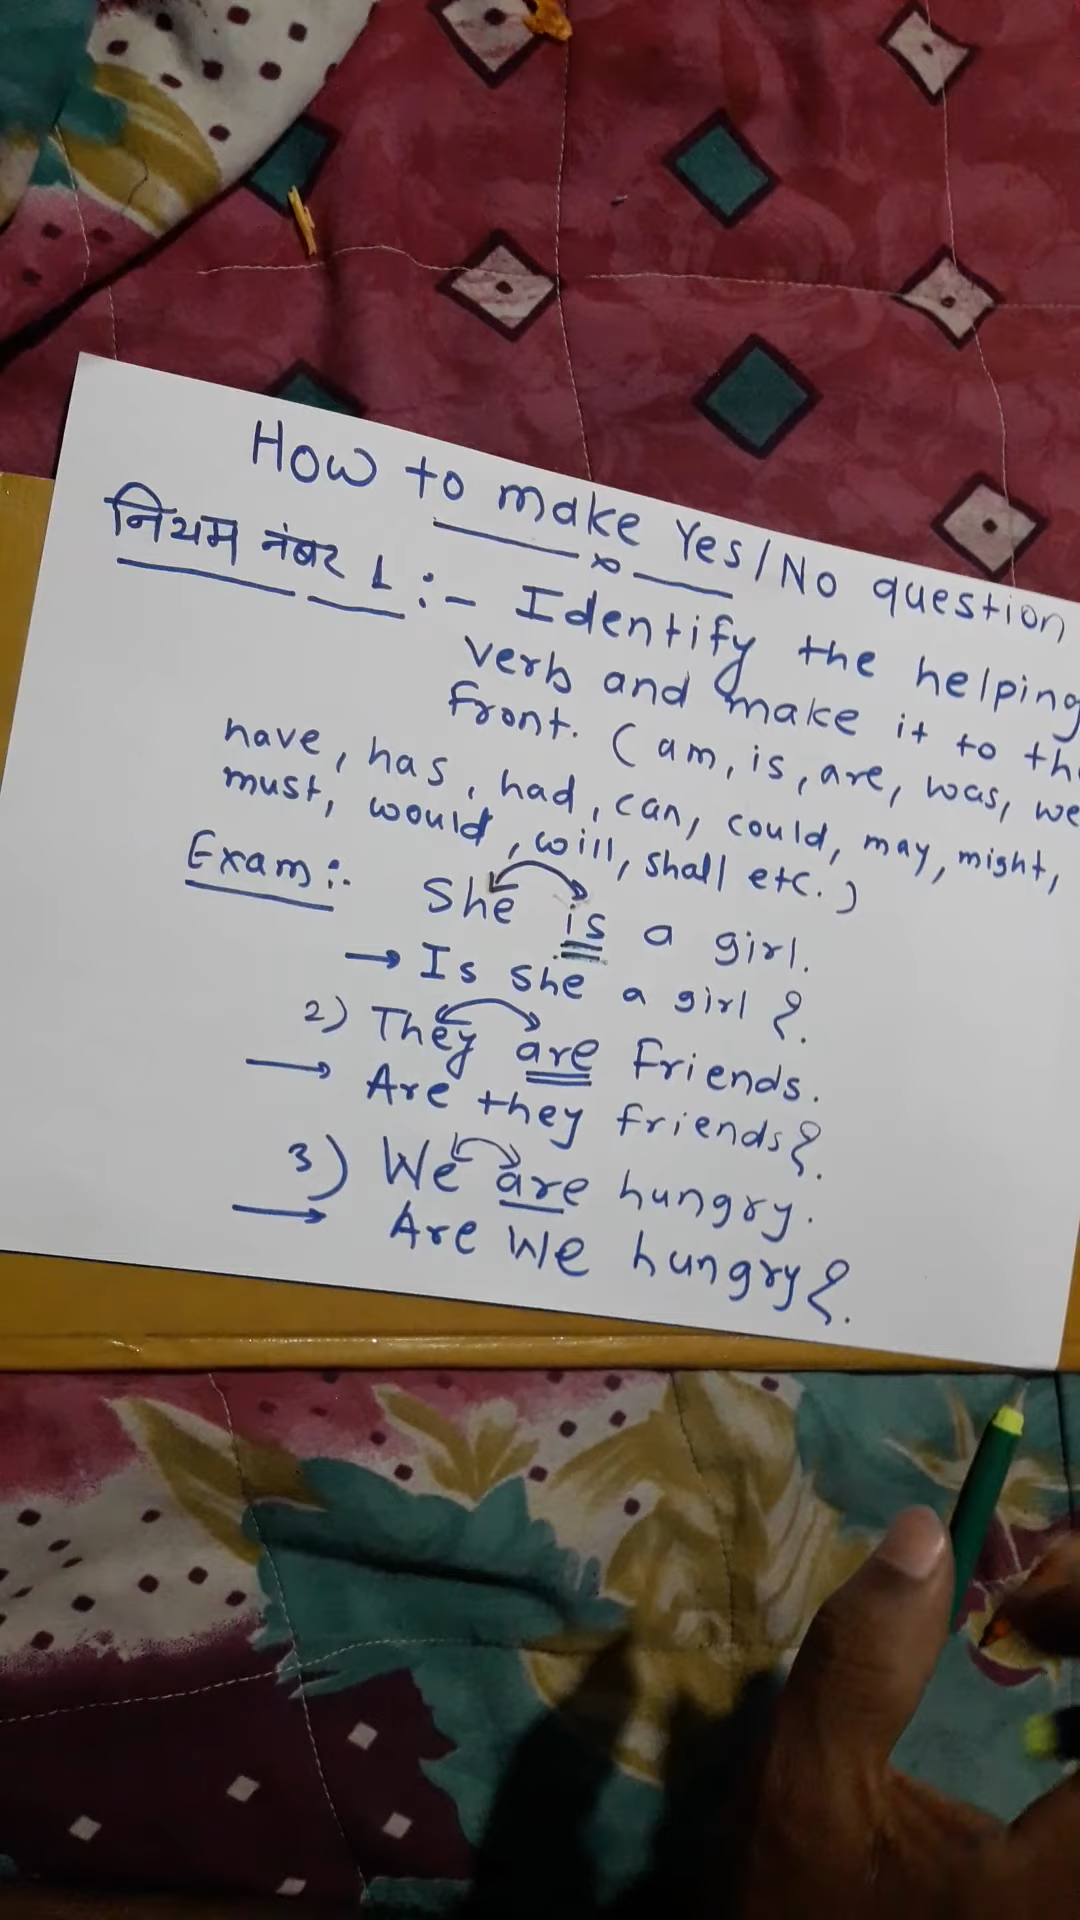 How to make Yes/No question
नियम नंबर 1 :- Identify the helping
verb and make it to the
front. (am, is, are, was, we
have, has, had, can, could, may, might,
must, would, will, shall etc.)
Exam:- She is a girl.
→ Is she a girl?
2) They are Friends.
→ Are they friends?
3) We are hungry.
→ Are We hungry?